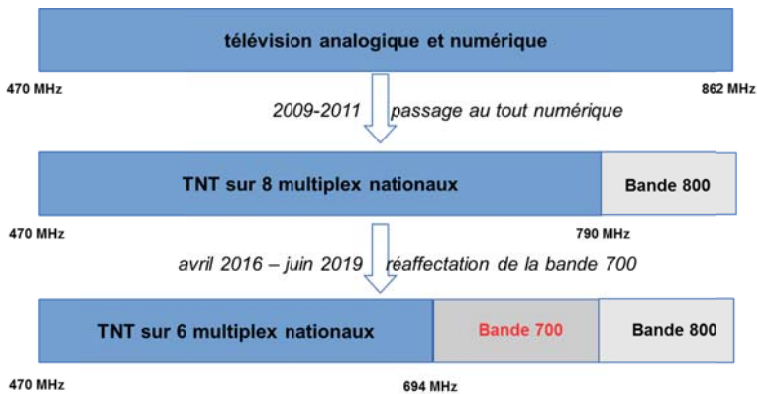 télévision analogique et numérique
470 MHz 862 MHz
2009-2011 passage au tout numérique
TNT sur 8 multiplex nationaux Bande 800
470 MHz 790 MHz
avril 2016 – juin 2019 réaffectation de la bande 700
TNT sur 6 multiplex nationaux Bande 700 Bande 800
470 MHz 694 MHz